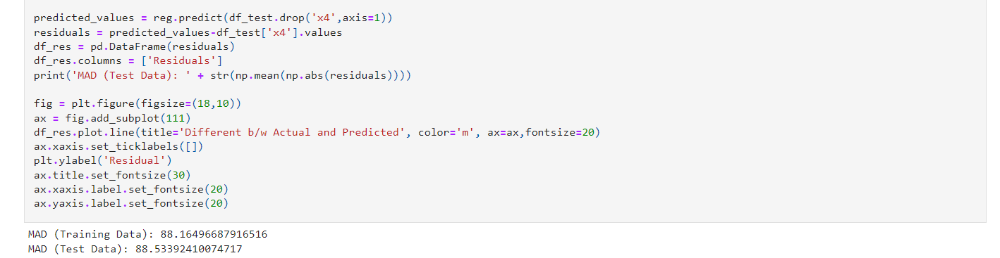 predicted_values = reg.predict(df_test.drop('x4',axis=1))
residuals = predicted_values-df_test['x4'].values
df_res = pd.DataFrame(residuals)
df_res.columns = ['Residuals']
print('MAD (Test Data): ' + str(np.mean(np.abs(residuals))))
fig = plt.figure(figsize=(18,10))
ax = fig.add_subplot(111)
df_res.plot.line(title='Different b/w Actual and Predicted', color='m', ax=ax,fontsize=20)
ax.xaxis.set_ticklabels([])
plt.ylabel('Residual')
ax.title.set_fontsize(30)
ax.xaxis.label.set_fontsize(20)
ax.yaxis.label.set_fontsize(20)
MAD (Training Data): 88.16496687916516
MAD (Test Data): 88.53392410074717